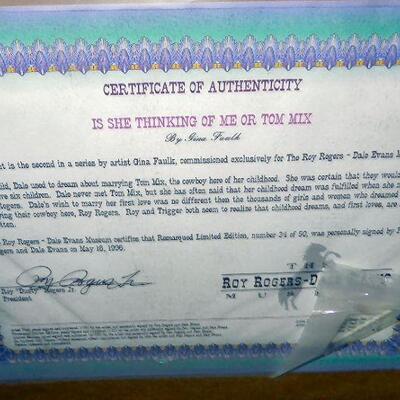 CERTIFICATE OF AUTHENTICITY
IS SHE THINKING OF ME OR TOM MIX
By Gina Faulk
is the second in a series by artist Gina Faulk, commissioned exclusively for The Roy Rogers - Dale Evans
Dale used to dream about marrying Tom Mix, the cowboy hero of her childhood. She was certain that they would
six children. Dale never met Tom Mix, but she has often said that her childhood dream was fulfilled when she
Dale's wish to marry her first love was no different then the thousands of girls and women who dreamed
their cowboy hero, Roy Rogers. Roy and Trigger both seem to realize that childhood dreams, and first loves, are
Roy Rogers - Dale Evans Museum certifies that Remarqued Limited Edition, number 34 of 50, was personally signed by
and Dale Evans on May 18, 1996.
Roy Rogers Jr
Roy "Dusty" Rogers Jr.
President
THE
ROY ROGERS-D
MU